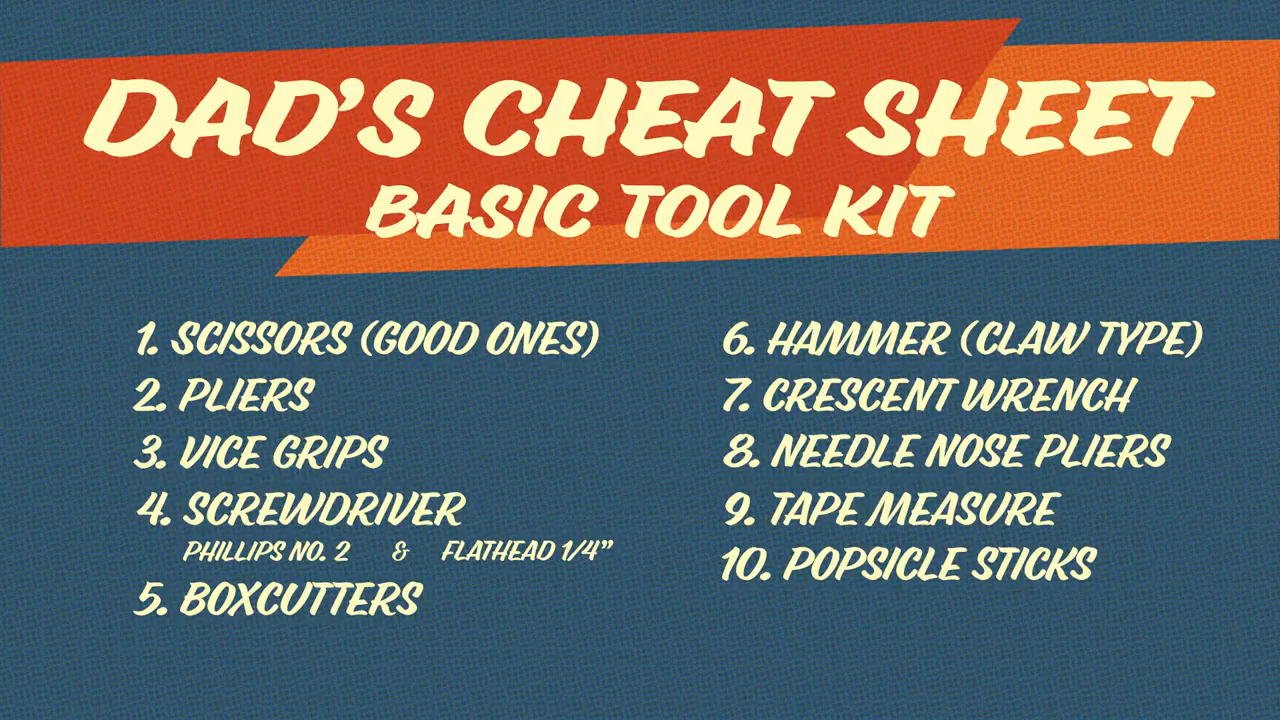 DAD'S CHEAT SHEET
BASIC TOOL KIT
1. SCISSORS (GOOD ONES)
2. PLIERS
3. VICE GRIPS
4. SCREWDRIVER
PHILLIPS NO. 2 & FLATHEAD 1/4”
5. BOXCUTTERS
6. HAMMER (CLAW TYPE)
7. CRESCENT WRENCH
8. NEEDLE NOSE PLIERS
9. TAPE MEASURE
10. POPSICLE STICKS